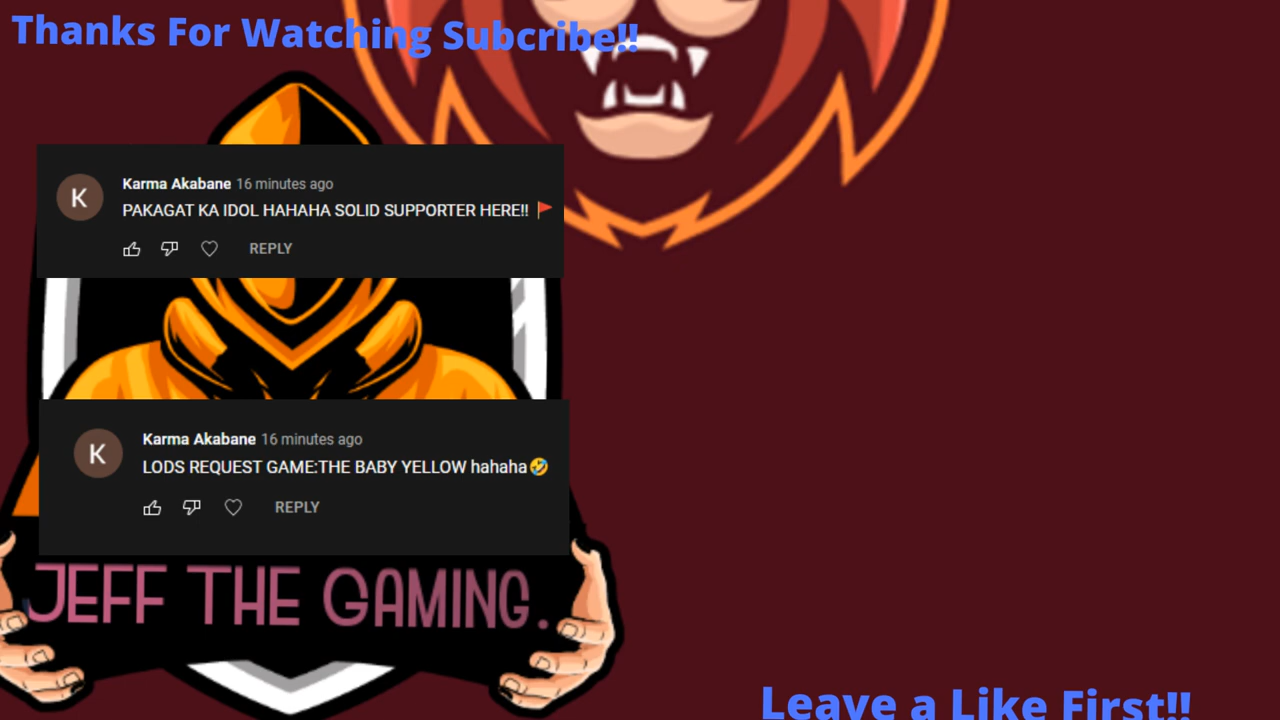 Thanks For Watching Subcribe!!
Karma Akabane 16 minutes ago
PAKAGAT KA IDOL HAHAHA SOLID SUPPORTER HERE!! 🚩
REPLY
K
Karma Akabane 16 minutes ago
LODS REQUEST GAME:THE BABY YELLOW hahaha🤣
REPLY
K
JEFF THE GAMING.
Leave a Like First!!